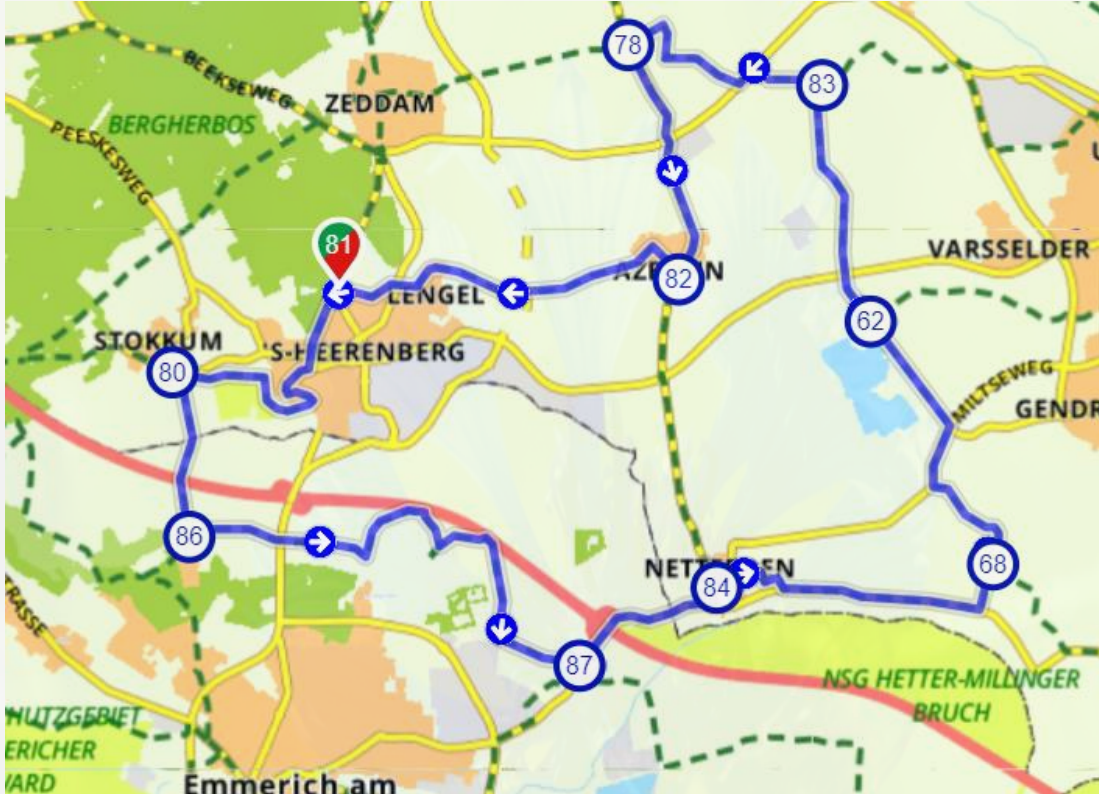 78
83
BEEKSEWEG
ZEDDAM
BERGHERBOS
PEESKESWEG
81
VARSSELDER
82
LENGEL
62
STOKKUM
'S-HEERENBERG
80
MILTSEWEG
86
68
84
87
NSG HETTER-MILLINGER
BRUCH
Emmerich am